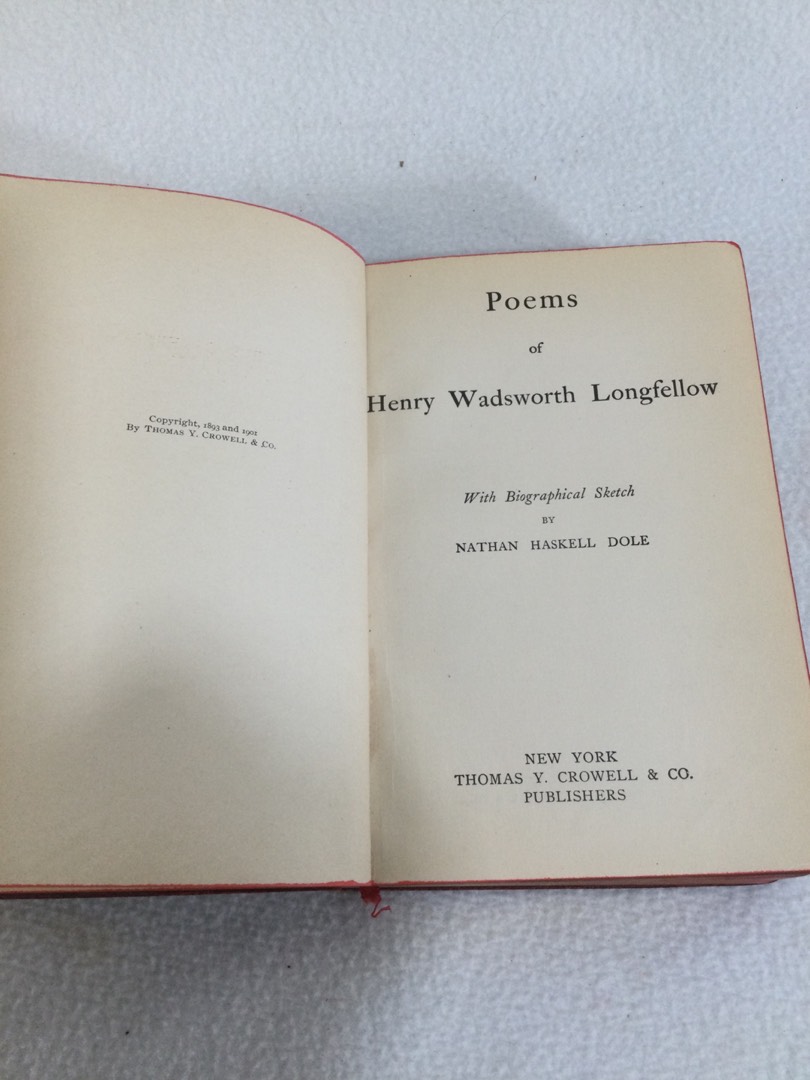 Copyright, 1893 and 1901
By THOMAS Y. CROWELL & Co.
Poems
of
Henry Wadsworth Longfellow
With Biographical Sketch
BY
NATHAN HASKELL DOLE
NEW YORK
THOMAS Y. CROWELL & CO.
PUBLISHERS